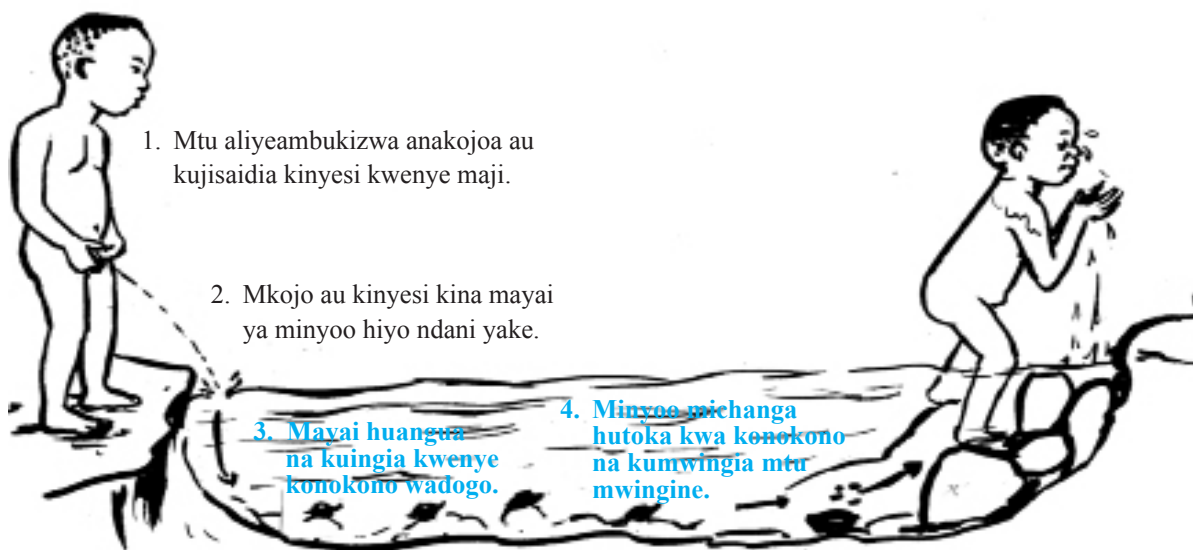 1. Mtu aliyeambukizwa anakojoa au
kujisaidia kinyesi kwenye maji.
2. Mkojo au kinyesi kina mayai
ya minyoo hiyo ndani yake.
3. Mayai huangua
na kuingia kwenye
konokono wadogo.
4. Minyoo michanga
hutoka kwa konokono
na kumwingia mtu
mwingine.